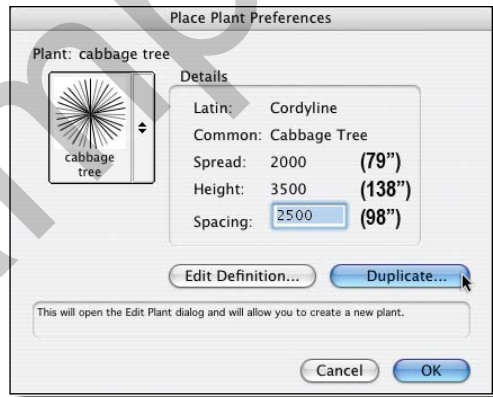 Place Plant Preferences
Plant: cabbage tree
Details
cabbage
tree
Latin: Cordyline
Common: Cabbage Tree
Spread: 2000 (79”)
Height: 3500 (138”)
Spacing: 2500 (98”)
Edit Definition... Duplicate...
This will open the Edit Plant dialog and will allow you to create a new plant.
Cancel OK